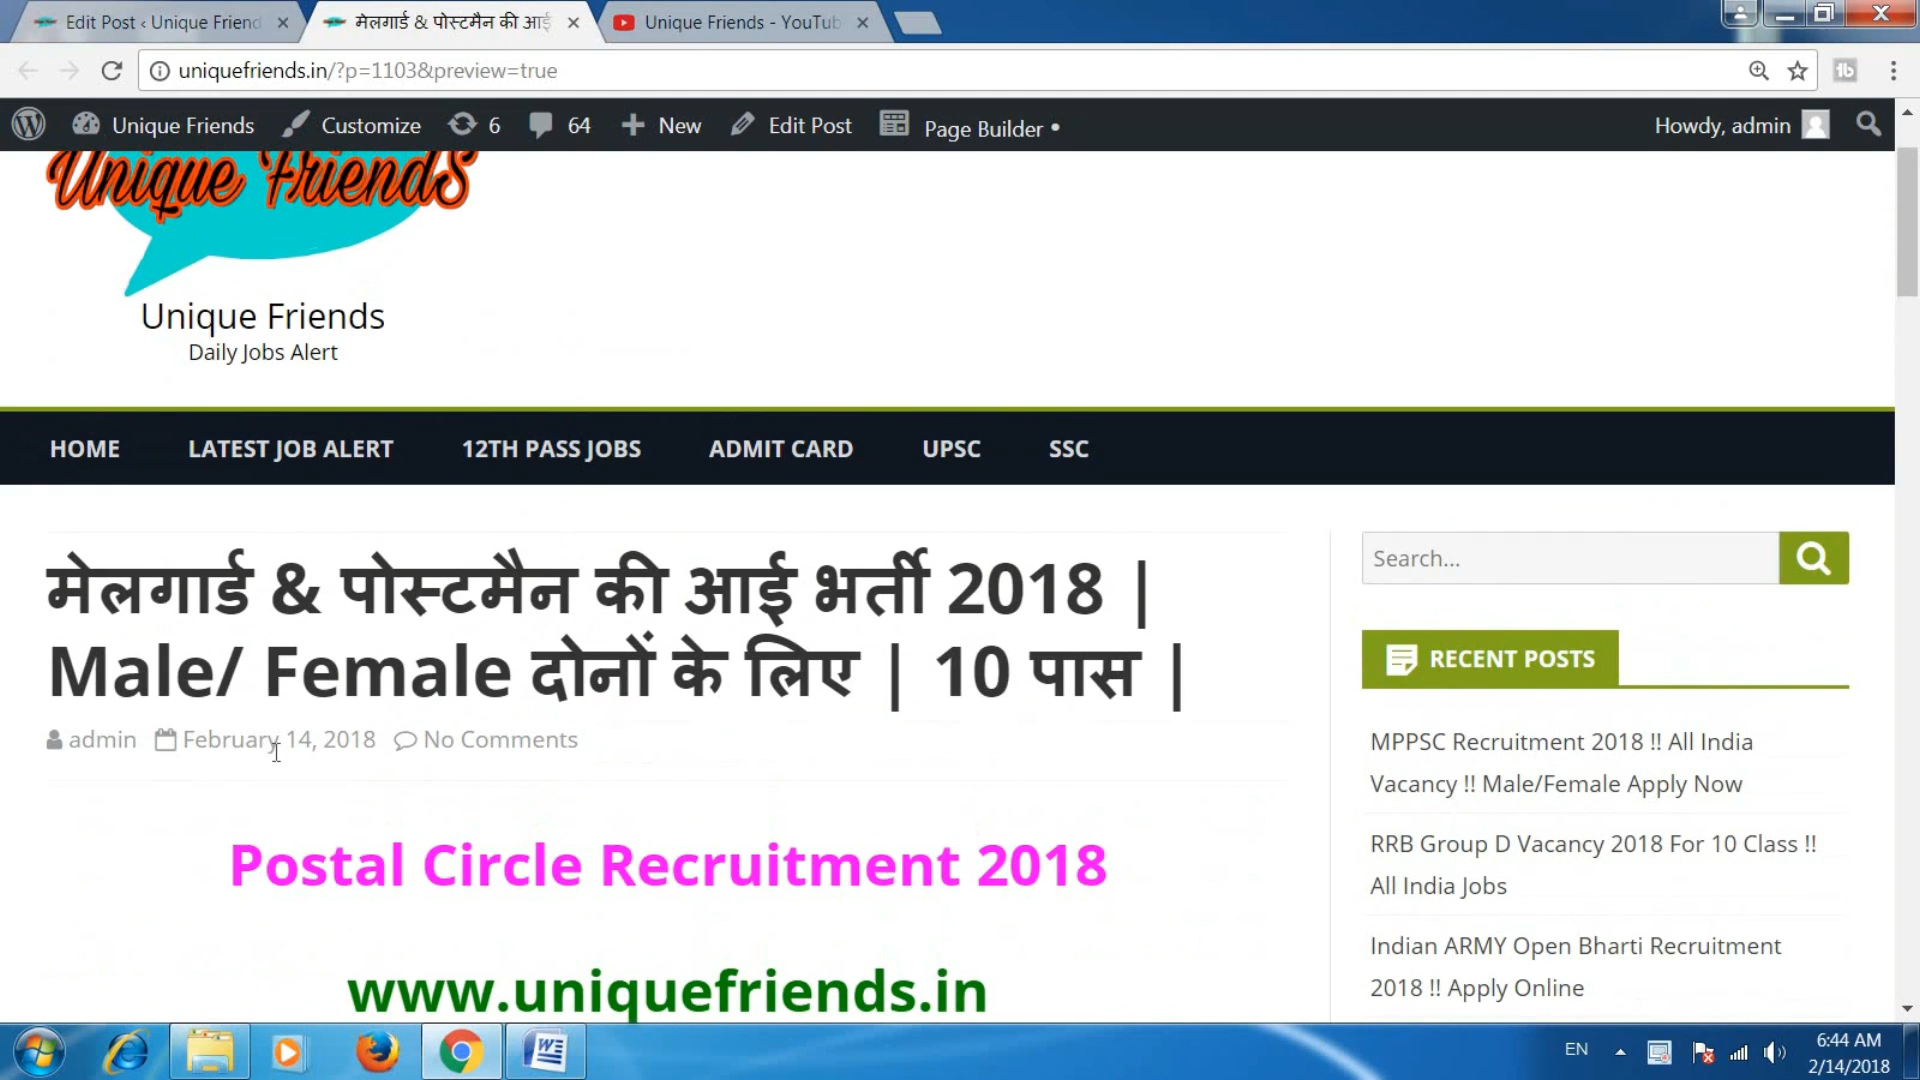 Edit Post ‹ Unique Friend
मेलगार्ड & पोस्टमैन की आई
Unique Friends - YouTub
uniquefriends.in/?p=1103&preview=true
Unique Friends
Customize
6
64
New
Edit Post
Page Builder
Howdy, admin
Unique FriendS
Unique Friends
Daily Jobs Alert
HOME
LATEST JOB ALERT
12TH PASS JOBS
ADMIT CARD
UPSC
SSC
मेलगार्ड & पोस्टमैन की आई भर्ती 2018 |
Male/ Female दोनों के लिए | 10 पास |
admin
February 14, 2018
No Comments
Postal Circle Recruitment 2018
www.uniquefriends.in
Search...
RECENT POSTS
MPPSC Recruitment 2018 !! All India
Vacancy !! Male/Female Apply Now
RRB Group D Vacancy 2018 For 10 Class !!
All India Jobs
Indian ARMY Open Bharti Recruitment
2018 !! Apply Online
EN
6:44 AM
2/14/2018